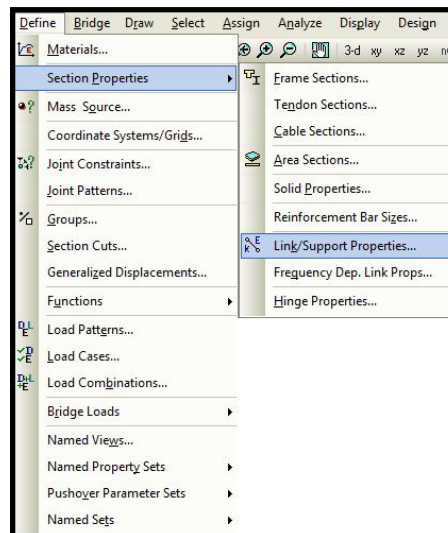 Define Bridge Draw Select Assign Analyze Display Design
3-d xy xz yz
Materials...
Section Properties
Mass Source...
Coordinate Systems/Grids...
Joint Constraints...
Joint Patterns...
Groups...
Section Cuts...
Generalized Displacements...
Functions
Load Patterns...
Load Cases...
Load Combinations...
Bridge Loads
Named Views...
Named Property Sets
Pushover Parameter Sets
Named Sets
Frame Sections...
Tendon Sections...
Cable Sections...
Area Sections...
Solid Properties...
Reinforcement Bar Sizes...
Link/Support Properties...
Frequency Dep. Link Props...
Hinge Properties...